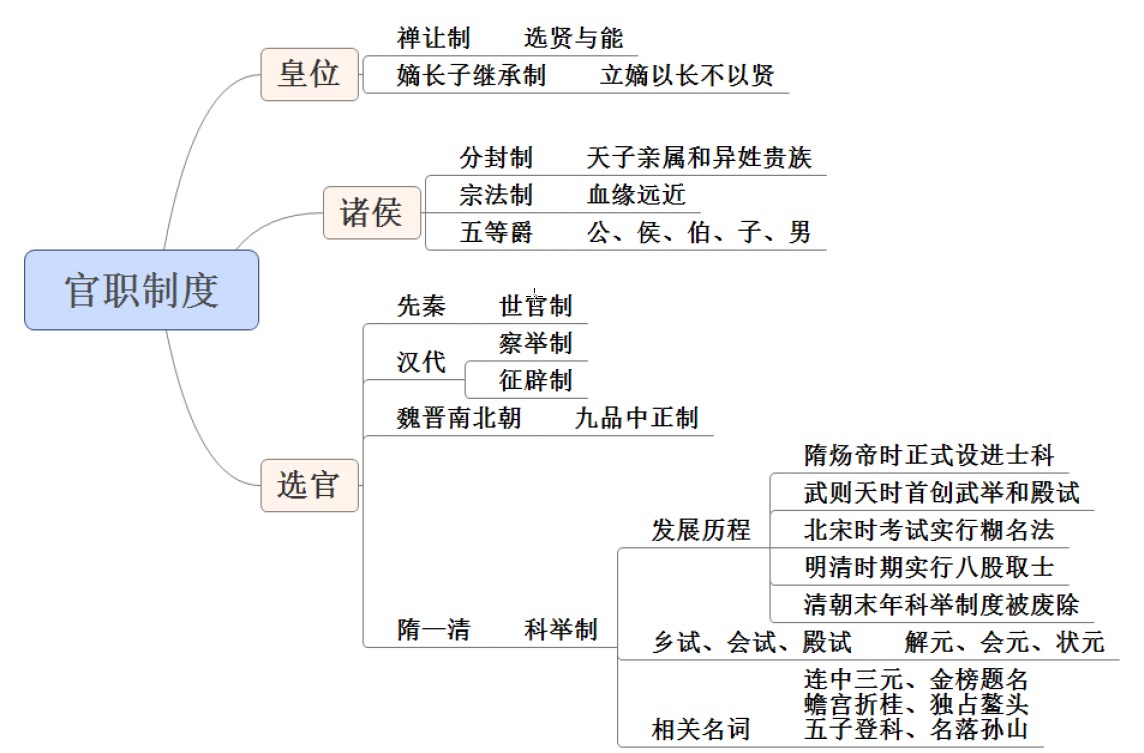 官职制度
皇位
禅让制 选贤与能
嫡长子继承制 立嫡以长不以贤
诸侯
分封制 天子亲属和异姓贵族
宗法制 血缘远近
五等爵 公、侯、伯、子、男
选官
先秦 世官制
汉代
察举制
征辟制
魏晋南北朝 九品中正制
隋—清 科举制
发展历程
隋炀帝时正式设进士科
武则天时首创武举和殿试
北宋时考试实行糊名法
明清时期实行八股取士
清朝末年科举制度被废除
乡试、会试、殿试 解元、会元、状元
相关名词
连中三元、金榜题名
蟾宫折桂、独占鳌头
五子登科、名落孙山